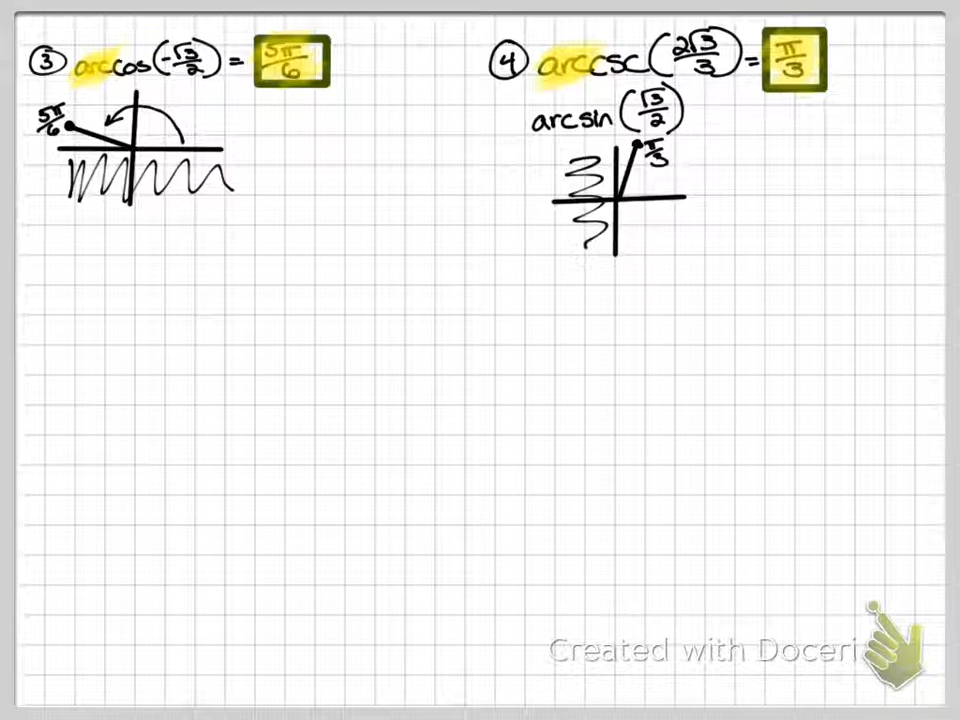 ③ arccos(-√3/2) = 5π/6
5π/6
④ arccsc(2√3/3) = π/3
arcsin(√3/2)
π/3
Created with Doceri